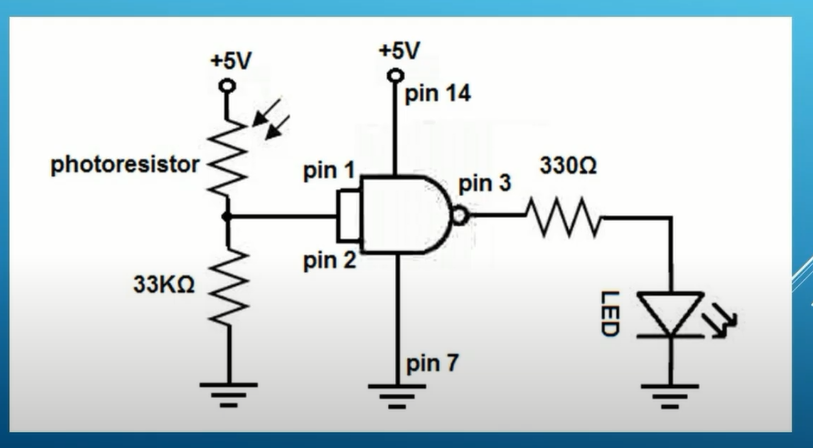 +5V
+5V
pin 14
photoresistor
pin 1
pin 3
330Ω
pin 2
33KΩ
LED
pin 7